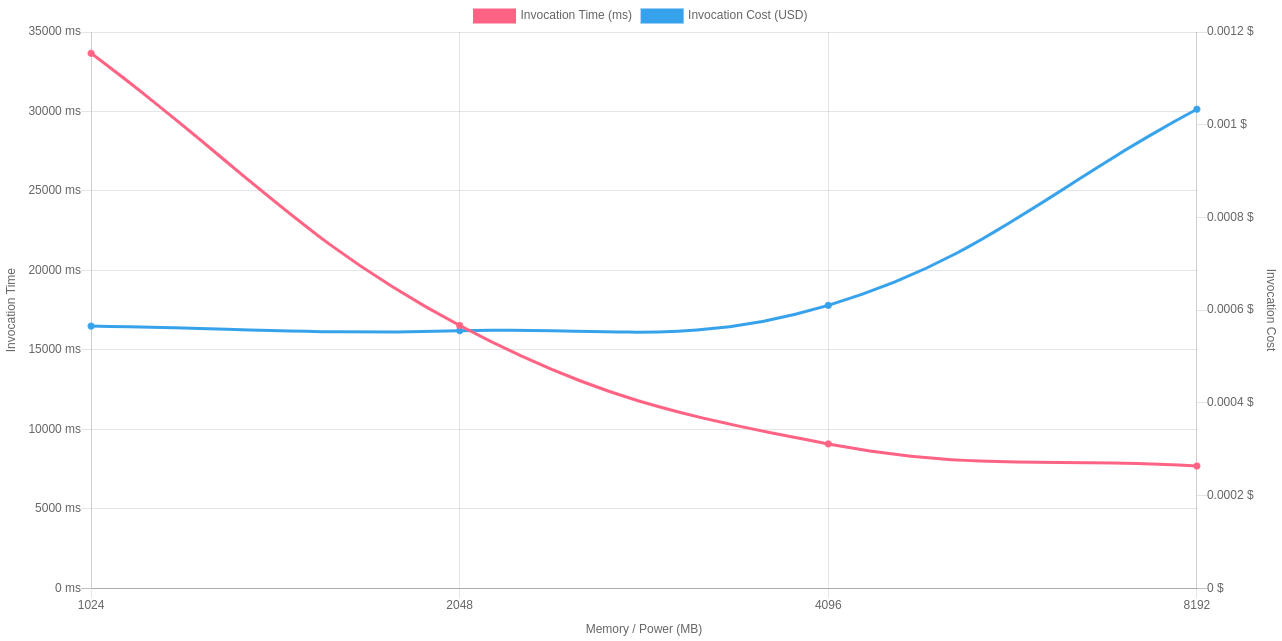 Invocation Time (ms) Invocation Cost (USD)
35000 ms
30000 ms
25000 ms
20000 ms
15000 ms
10000 ms
5000 ms
0 ms
Invocation Time
0.0012 $
0.001 $
0.0008 $
0.0006 $
0.0004 $
0.0002 $
0 $
Invocation Cost
1024 2048 4096 8192
Memory / Power (MB)